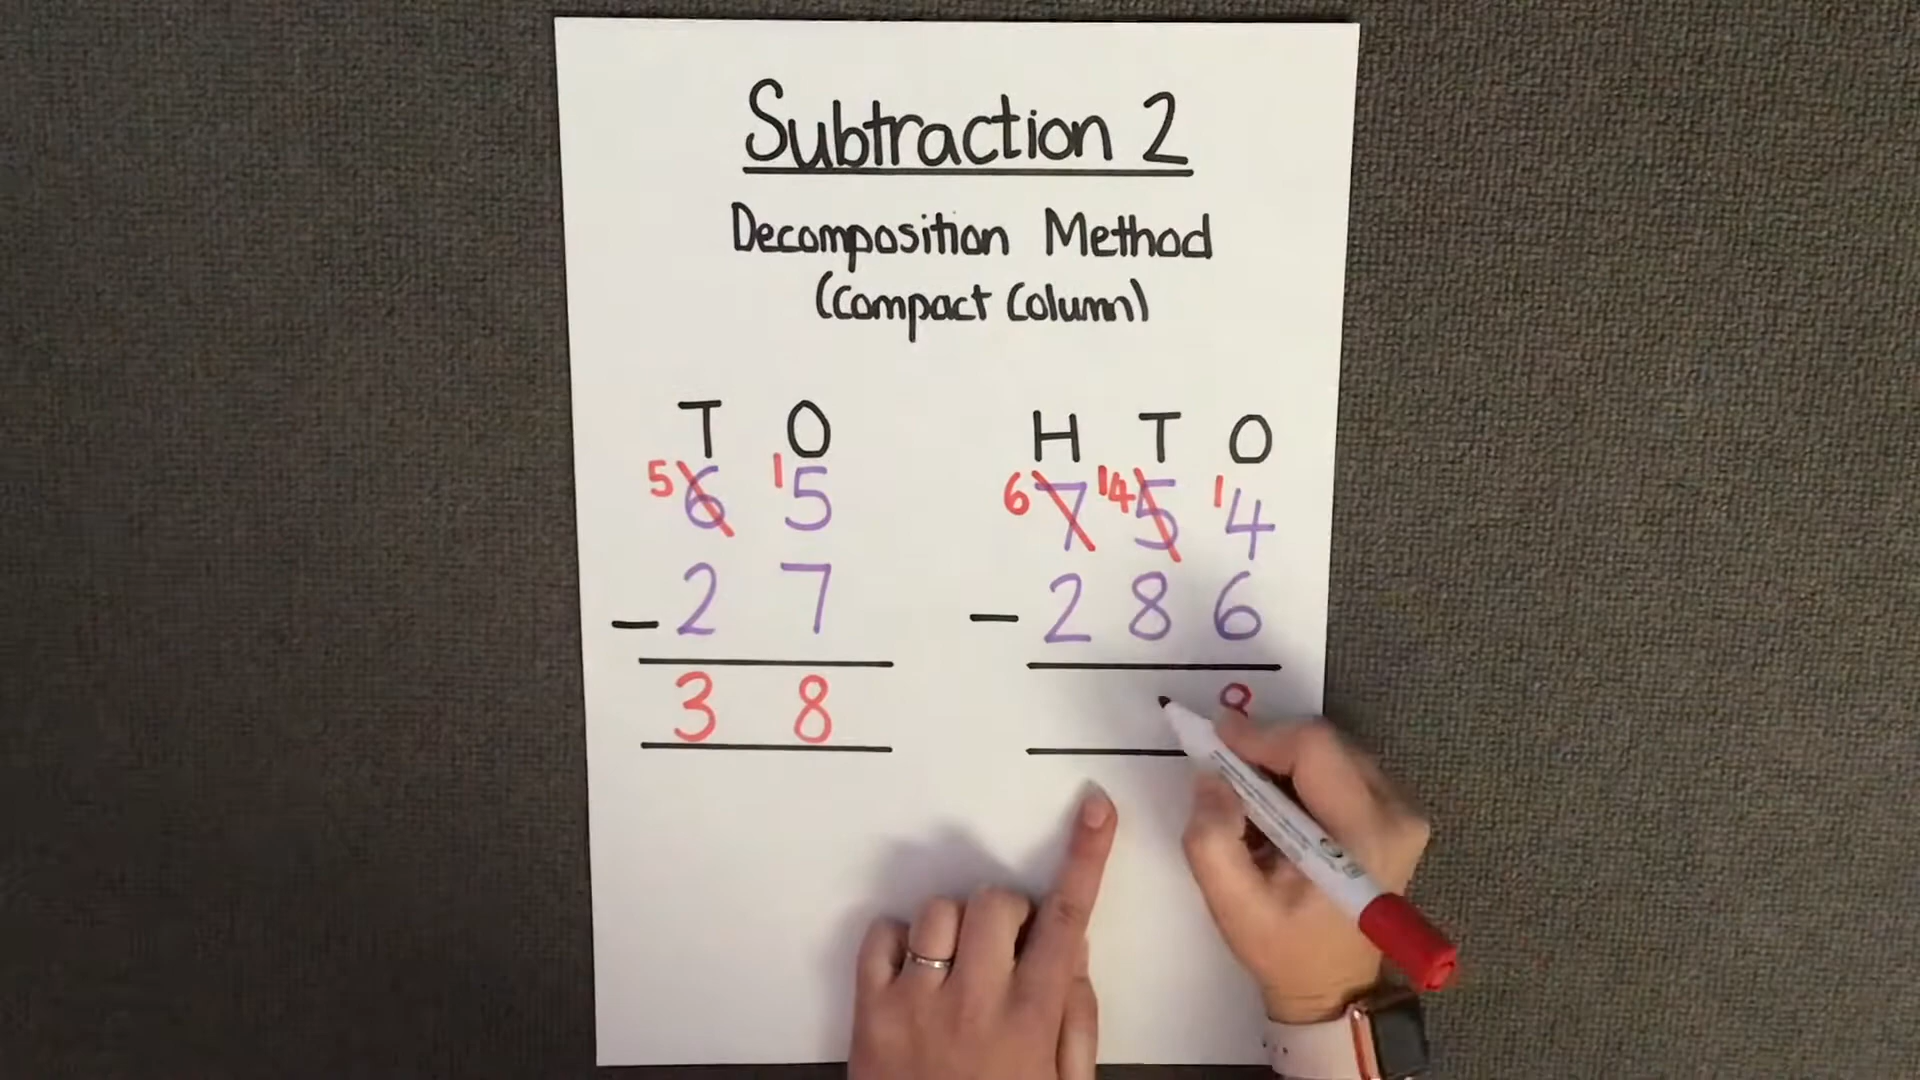 Subtraction 2
Decomposition Method
(Compact Column)
T O
5 6 1 5
- 2 7
3 8
H T O
6 7 14 5 1 4
- 2 8 6
8